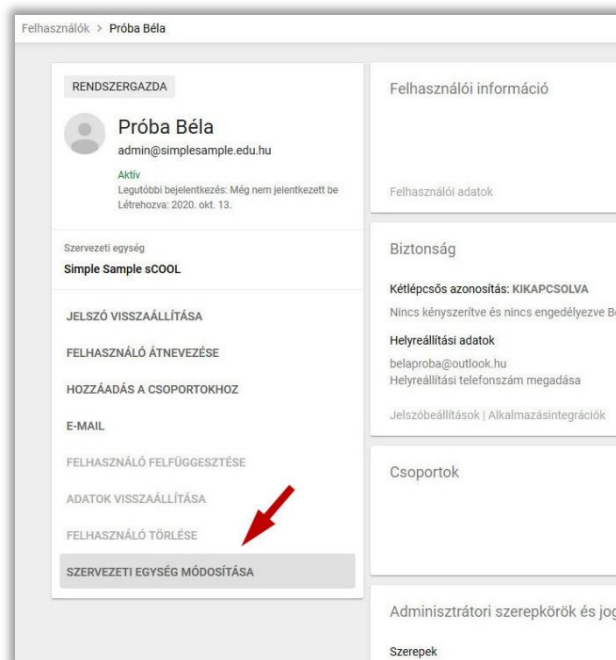 Felhasználók > Próba Béla
RENDSZERGAZDA
Próba Béla
admin@simplesample.edu.hu
Aktív
Legutóbbi bejelentkezés: Még nem jelentkezett be
Létrehozva: 2020. okt. 13.
Szervezeti egység
Simple Sample sCOOL
JELSZÓ VISSZAÁLLÍTÁSA
FELHASZNÁLÓ ÁTNEVEZÉSE
HOZZÁADÁS A CSOPORTOKHOZ
E-MAIL
FELHASZNÁLÓ FELFÜGGESZTÉSE
ADATOK VISSZAÁLLÍTÁSA
FELHASZNÁLÓ TÖRLÉSE
SZERVEZETI EGYSÉG MÓDOSÍTÁSA
Felhasználói információ
Felhasználói adatok
Biztonság
Kétlépcsős azonosítás: KIKAPCSOLVA
Nincs kényszerítve és nincs engedélyezve
Helyreállítási adatok
belaproba@outlook.hu
Helyreállítási telefonszám megadása
Jelszóbeállítások | Alkalmazásintegrációk
Csoportok
Adminisztrátori szerepkörök és
Szerepek